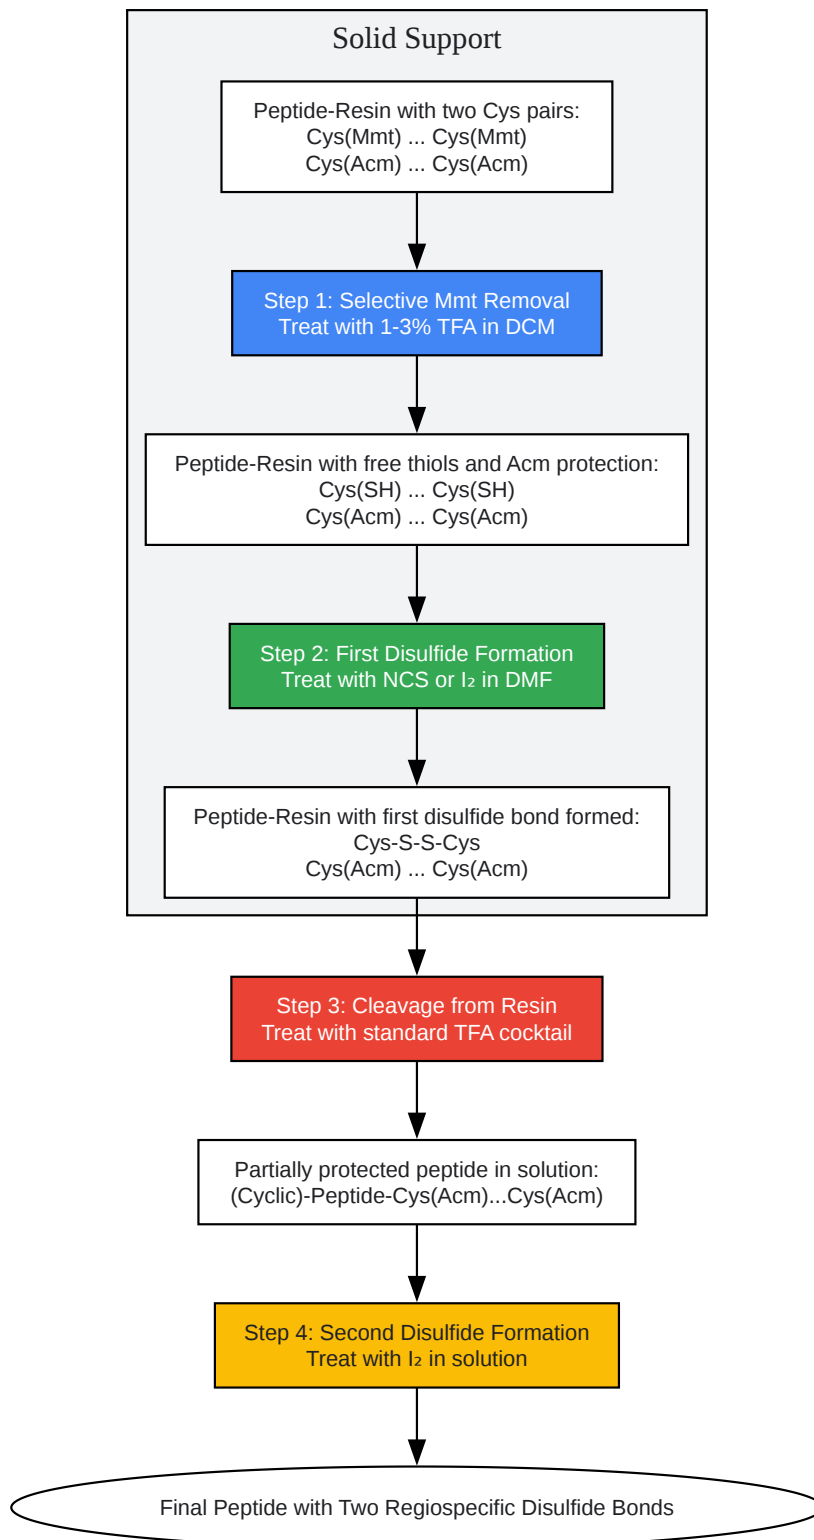 Solid Support
Peptide-Resin with two Cys pairs:
Cys(Mmt) ... Cys(Mmt)
Cys(Acm) ... Cys(Acm)
Step 1: Selective Mmt Removal
Treat with 1-3% TFA in DCM
Peptide-Resin with free thiols and Acm protection:
Cys(SH) ... Cys(SH)
Cys(Acm) ... Cys(Acm)
Step 2: First Disulfide Formation
Treat with NCS or I₂ in DMF
Peptide-Resin with first disulfide bond formed:
Cys-S-S-Cys
Cys(Acm) ... Cys(Acm)
Step 3: Cleavage from Resin
Treat with standard TFA cocktail
Partially protected peptide in solution:
(Cyclic)-Peptide-Cys(Acm)...Cys(Acm)
Step 4: Second Disulfide Formation
Treat with I₂ in solution
Final Peptide with Two Regiospecific Disulfide Bonds